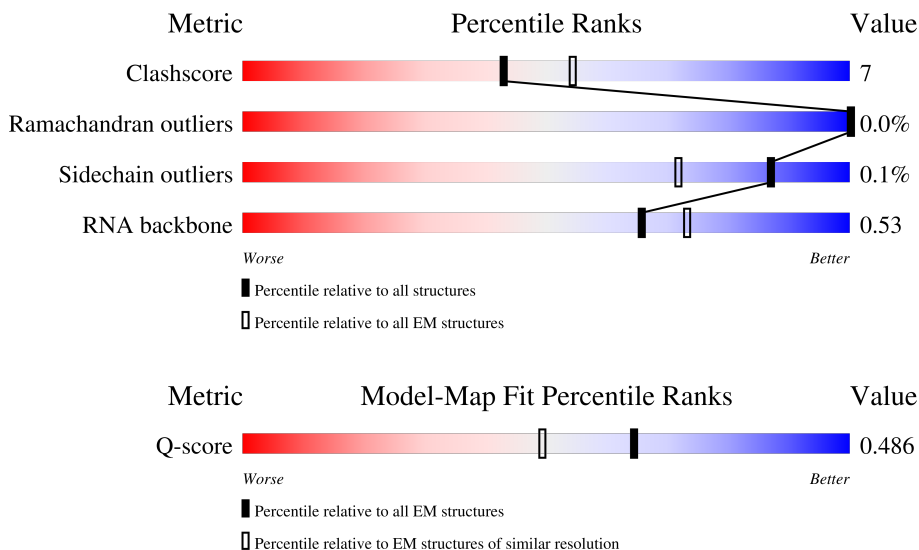 Metric Percentile Ranks Value
Clashscore 7
Ramachandran outliers 0.0%
Sidechain outliers 0.1%
RNA backbone 0.53
Worse Better
Percentile relative to all structures
Percentile relative to all EM structures
Metric Model-Map Fit Percentile Ranks Value
Q-score 0.486
Worse Better
Percentile relative to all EM structures
Percentile relative to EM structures of similar resolution